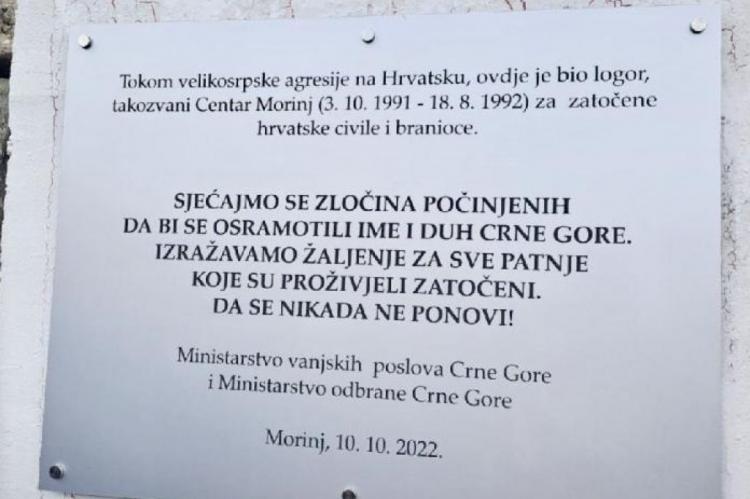 Tokom velikosrpske agresije na Hrvatsku, ovdje je bio logor,
takozvani Centar Morinj (3. 10. 1991 - 18. 8. 1992) za zatočene
hrvatske civile i branioce.
SJEĆAJMO SE ZLOČINA POČINJENIH
DA BI SE OSRAMOTILI IME I DUH CRNE GORE.
IZRAŽAVAMO ŽALJENJE ZA SVE PATNJE
KOJE SU PROŽIVJELI ZATOČENI.
DA SE NIKADA NE PONOVI!
Ministarstvo vanjskih poslova Crne Gore
i Ministarstvo odbrane Crne Gore
Morinj, 10. 10. 2022.